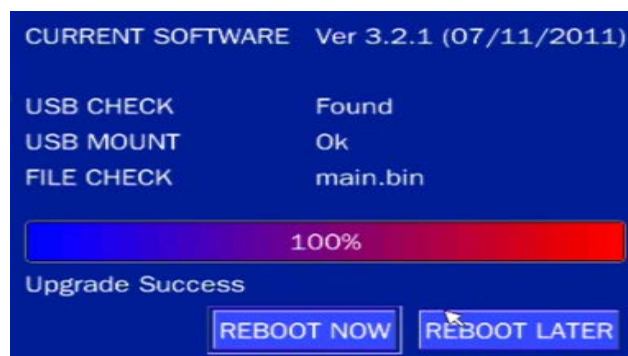 CURRENT SOFTWARE Ver 3.2.1 (07/11/2011)
USB CHECK Found
USB MOUNT Ok
FILE CHECK main.bin
100%
Upgrade Success
REBOOT NOW REBOOT LATER